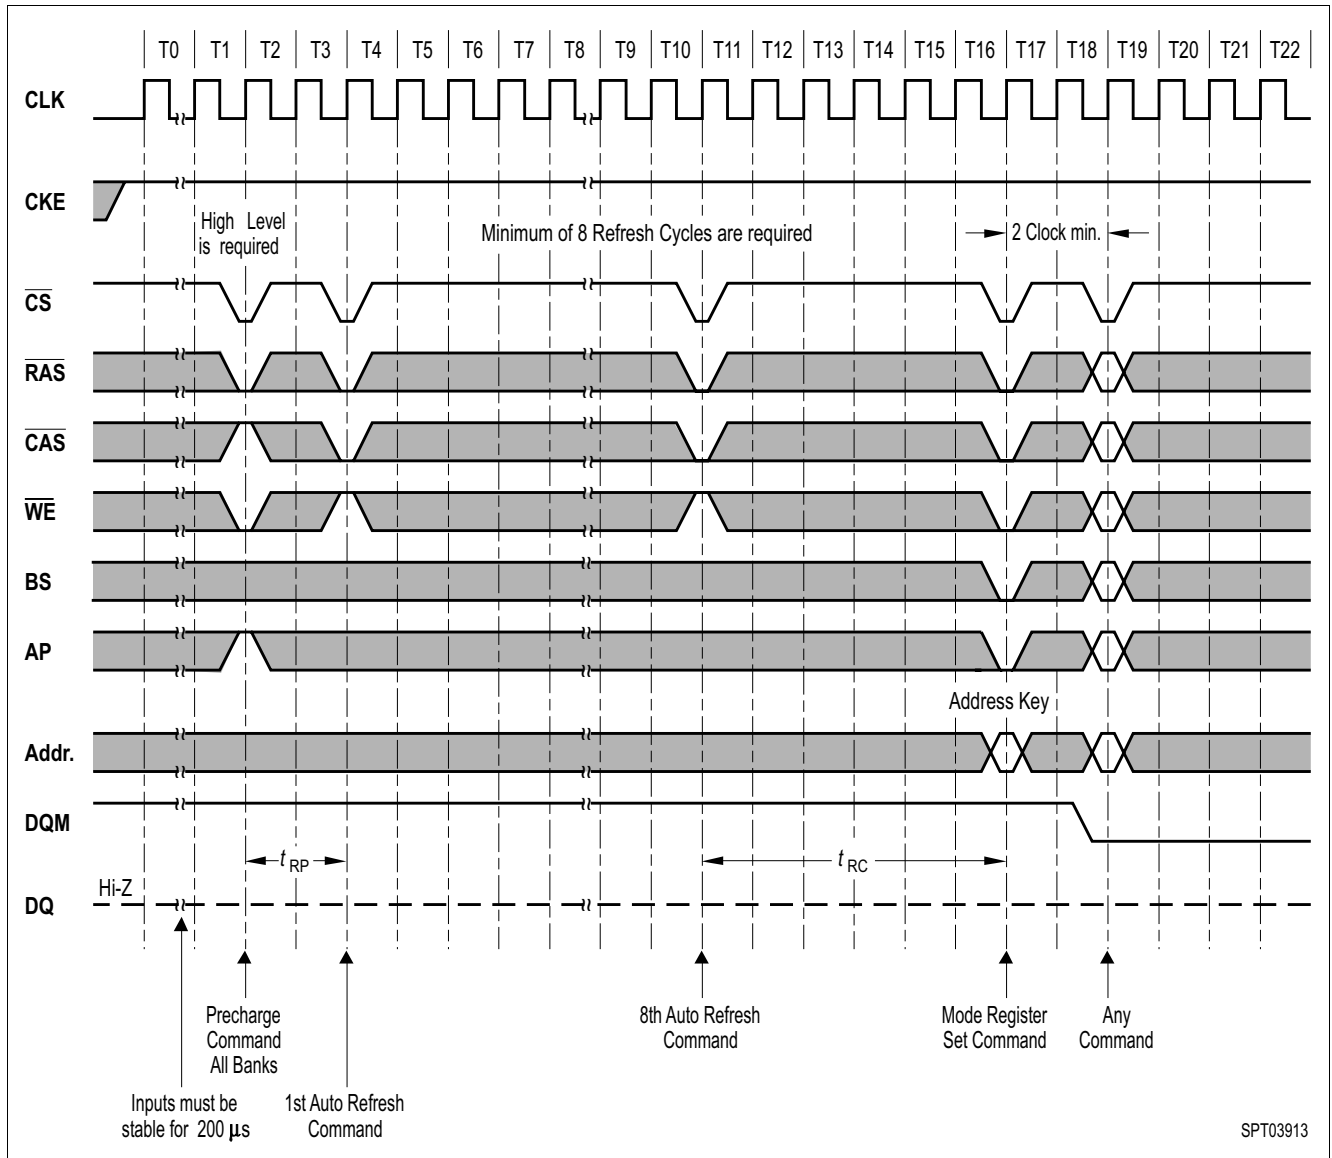 T0 T1 T2 T3 T4 T5 T6 T7 T8 T9 T10 T11 T12 T13 T14 T15 T16 T17 T18 T19 T20 T21 T22
CLK
CKE
High Level
is required
Minimum of 8 Refresh Cycles are required
2 Clock min.
CS
RAS
CAS
WE
BS
AP
Address Key
Addr.
DQM
t RP
t RC
Hi-Z
DQ
Precharge
Command
All Banks
8th Auto Refresh
Command
Mode Register
Set Command
Any
Command
Inputs must be
stable for 200 µs
1st Auto Refresh
Command
SPT03913